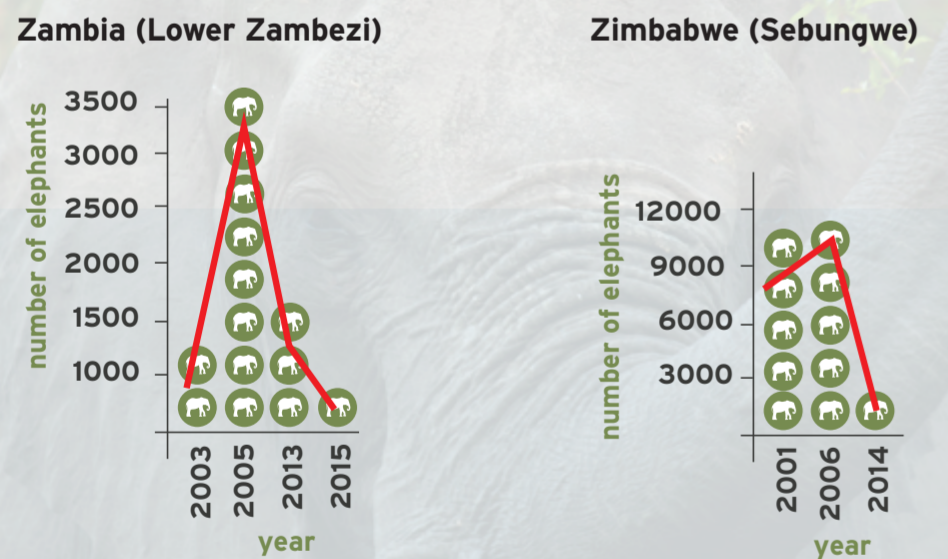 Zambia (Lower Zambezi)
number of elephants
3500
3000
2500
2000
1500
1000
2003
2005
2013
2015
year
Zimbabwe (Sebungwe)
number of elephants
12000
9000
6000
3000
2001
2006
2014
year